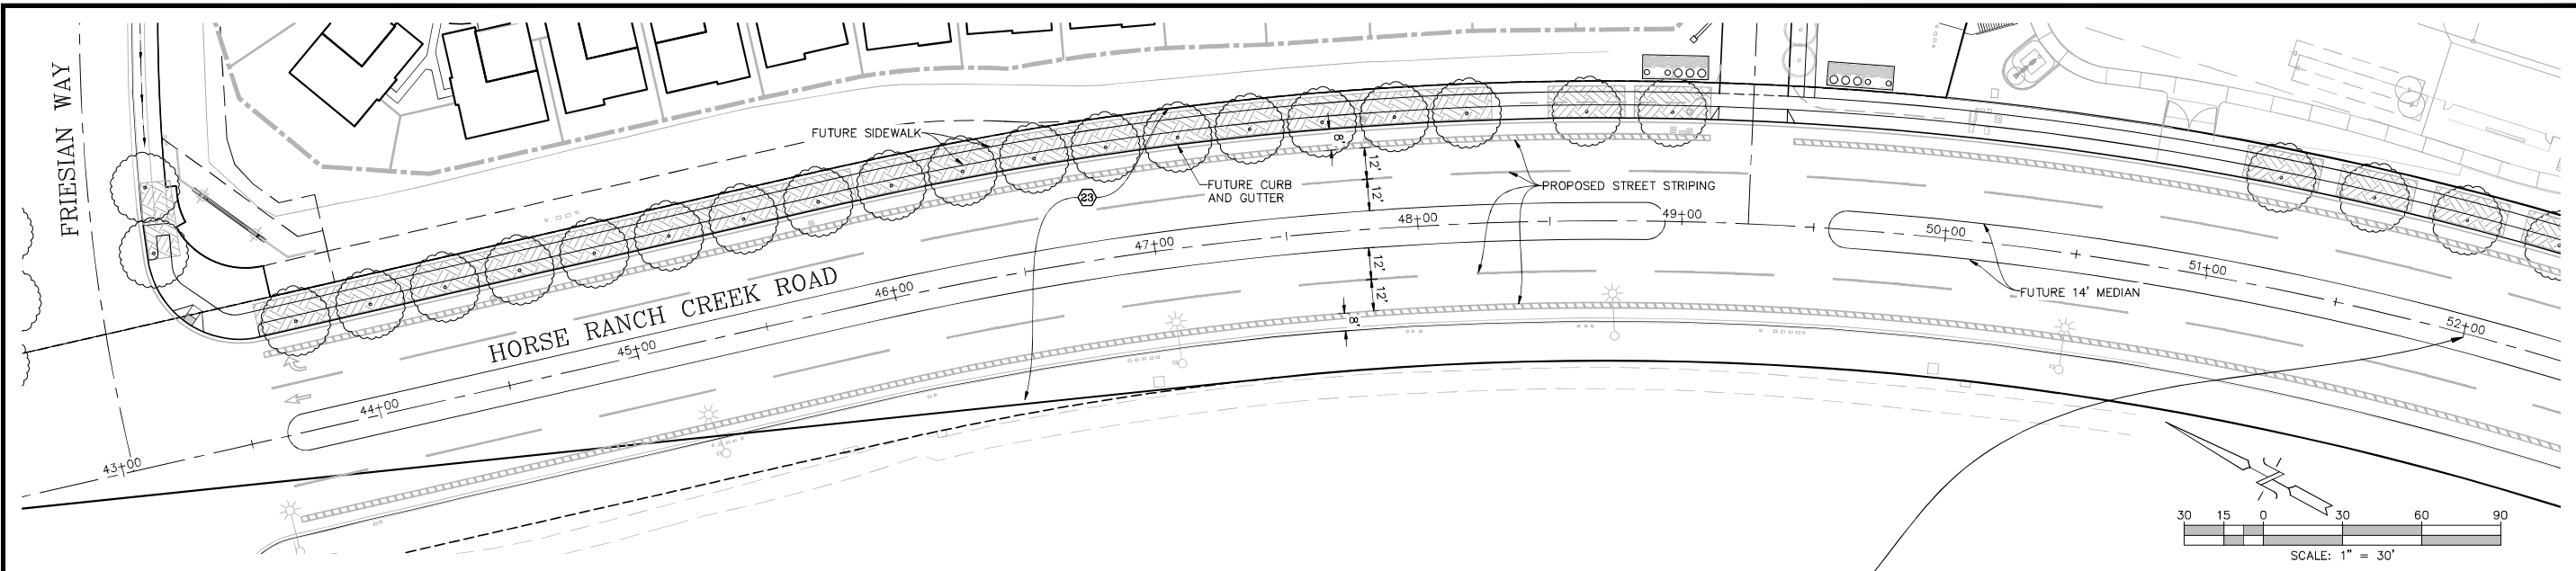 FRIESIAN WAY
FUTURE SIDEWALK
23
FUTURE CURB
AND GUTTER
8'
12'
12'
PROPOSED STREET STRIPING
HORSE RANCH CREEK ROAD
43+00
44+00
45+00
46+00
47+00
48+00
49+00
50+00
51+00
52+00
12'
12'
8'
FUTURE 14' MEDIAN
30 15 0 30 60 90
SCALE: 1" = 30'